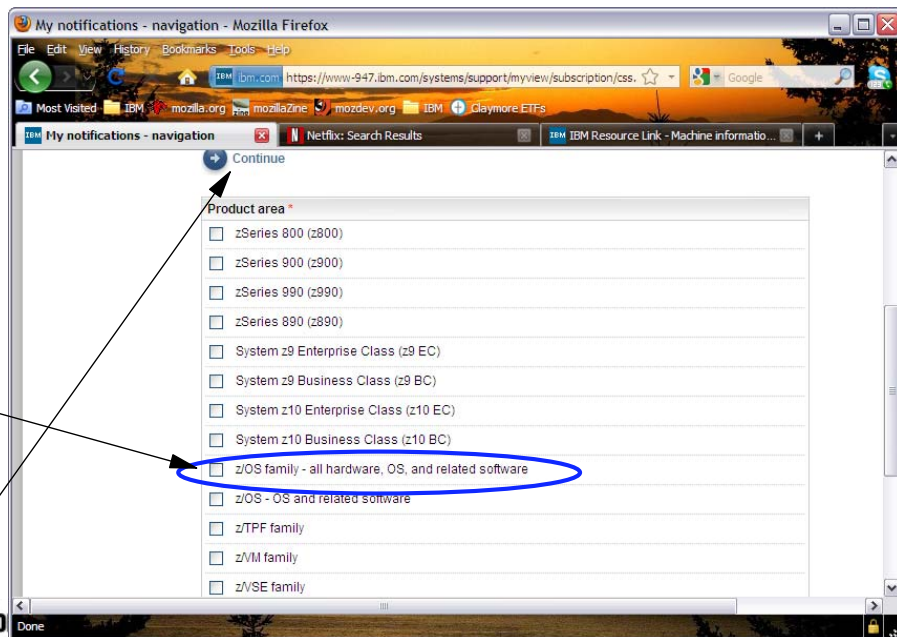 My notifications - navigation - Mozilla Firefox
File Edit View History Bookmarks Tools Help
IBM ibm.com https://www-947.ibm.com/systems/support/myview/subscription/css. Google
Most Visited IBM mozilla.org mozillaZine mozdev.org IBM Claymore ETFs
IBM My notifications - navigation N Netflix: Search Results IBM IBM Resource Link - Machine informatio...
Continue
Product area *
zSeries 800 (z800)
zSeries 900 (z900)
zSeries 990 (z990)
zSeries 890 (z890)
System z9 Enterprise Class (z9 EC)
System z9 Business Class (z9 BC)
System z10 Enterprise Class (z10 EC)
System z10 Business Class (z10 BC)
z/OS family - all hardware, OS, and related software
z/OS - OS and related software
z/TPF family
z/VM family
z/VSE family
Done